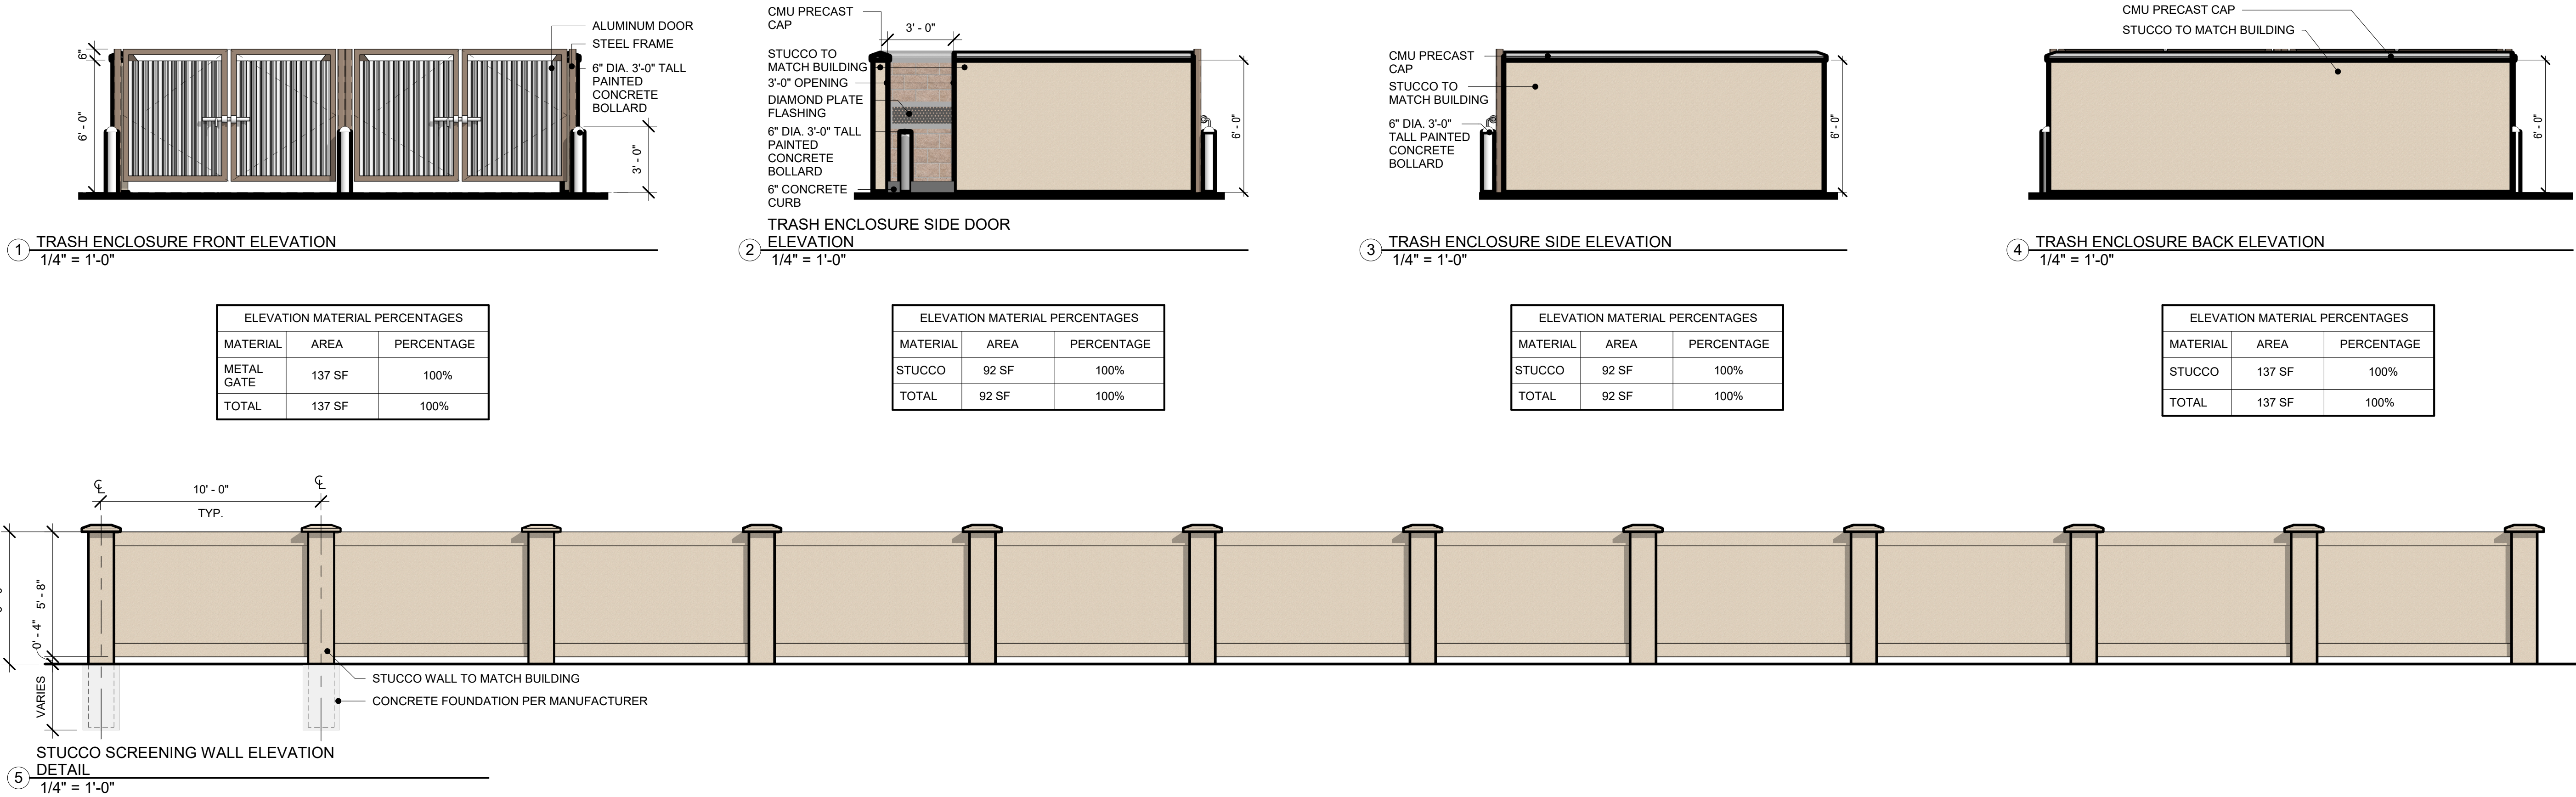 ALUMINUM DOOR
STEEL FRAME
6" DIA. 3'-0" TALL
PAINTED
CONCRETE
BOLLARD
6"
6' - 0"
3' - 0"
1
TRASH ENCLOSURE FRONT ELEVATION
1/4" = 1'-0"
CMU PRECAST
CAP
3' - 0"
STUCCO TO
MATCH BUILDING
3'-0" OPENING
DIAMOND PLATE
FLASHING
6" DIA. 3'-0" TALL
PAINTED
CONCRETE
BOLLARD
6" CONCRETE
CURB
6' - 0"
2
TRASH ENCLOSURE SIDE DOOR
ELEVATION
1/4" = 1'-0"
CMU PRECAST
CAP
STUCCO TO
MATCH BUILDING
6" DIA. 3'-0"
TALL PAINTED
CONCRETE
BOLLARD
6' - 0"
3
TRASH ENCLOSURE SIDE ELEVATION
1/4" = 1'-0"
CMU PRECAST CAP
STUCCO TO MATCH BUILDING
6' - 0"
4
TRASH ENCLOSURE BACK ELEVATION
1/4" = 1'-0"
ELEVATION MATERIAL PERCENTAGES
MATERIAL AREA PERCENTAGE
METAL
GATE 137 SF 100%
TOTAL 137 SF 100%
ELEVATION MATERIAL PERCENTAGES
MATERIAL AREA PERCENTAGE
STUCCO 92 SF 100%
TOTAL 92 SF 100%
ELEVATION MATERIAL PERCENTAGES
MATERIAL AREA PERCENTAGE
STUCCO 92 SF 100%
TOTAL 92 SF 100%
ELEVATION MATERIAL PERCENTAGES
MATERIAL AREA PERCENTAGE
STUCCO 137 SF 100%
TOTAL 137 SF 100%
10' - 0"
TYP.
5' - 8"
0' - 4"
VARIES
STUCCO WALL TO MATCH BUILDING
CONCRETE FOUNDATION PER MANUFACTURER
5
STUCCO SCREENING WALL ELEVATION
DETAIL
1/4" = 1'-0"